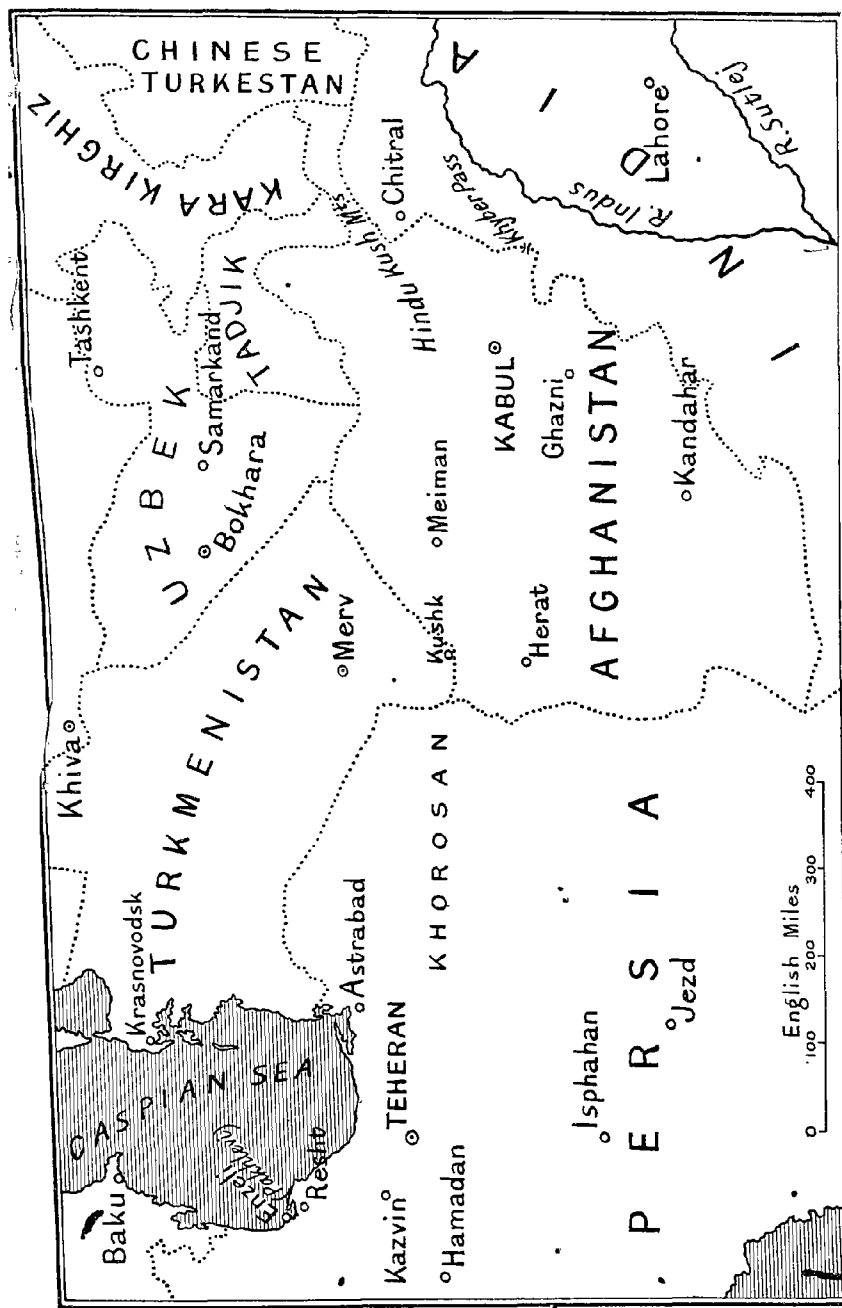 CHINESE
TURKESTAN
KARA KIRGHIZ
Tashkent
UZBEK
Samarkand
TADJIK
Bokhara
Khiva
TURKMENISTAN
Merv
Krasnovodsk
CASPIAN SEA
Baku
Enzeli
Resht
Astrabad
TEHERAN
Kazvin
Hamadan
KHOROSAN
Kushk
Meiman
Hindu Kush Mts
Chitral
Khyber Pass
R. Indus
Lahore
R. Sutlej
INDIA
KABUL
Ghazni
Herat
AFGHANISTAN
Kandahar
Isphahan
Jezd
PERSIA
English Miles
0 100 200 300 400